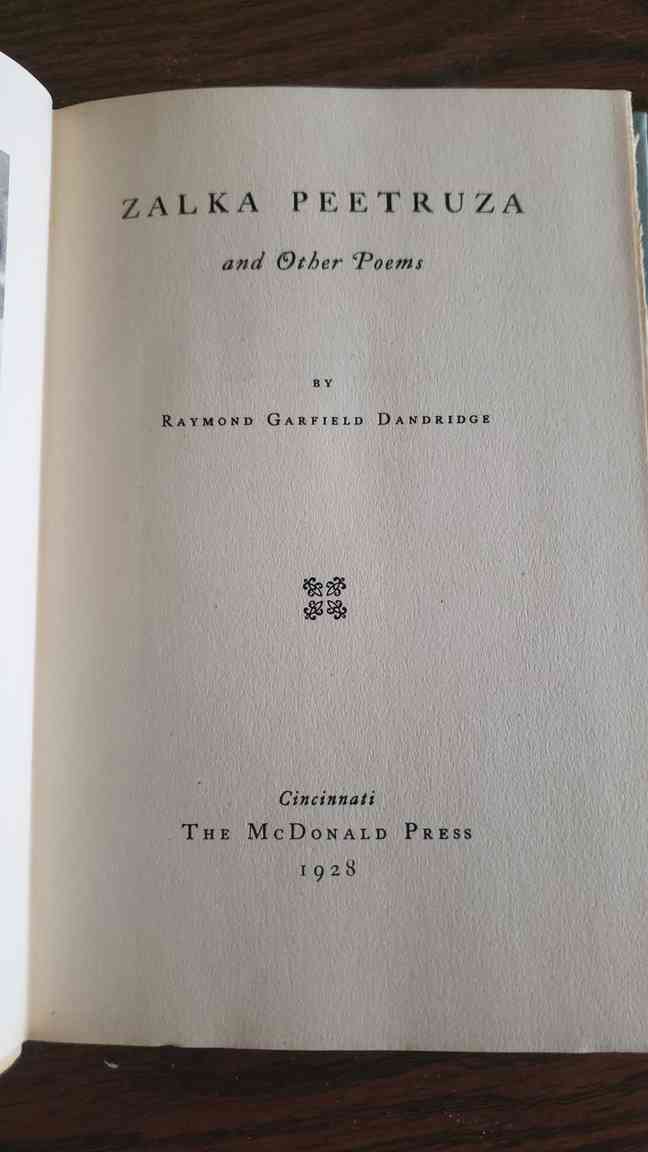 ZALKA PEETRUZA
and Other Poems
BY
RAYMOND GARFIELD DANDRIDGE
Cincinnati
THE MCDONALD PRESS
1928